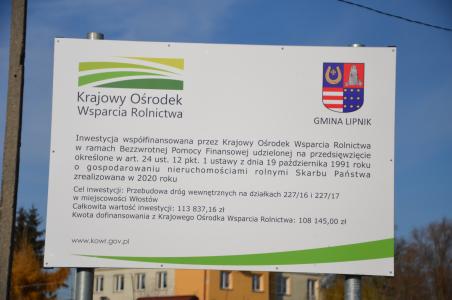 Krajowy Ośrodek
Wsparcia Rolnictwa
GMINA LIPNIK
Inwestycja współfinansowana przez Krajowy Ośrodek Wsparcia Rolnictwa
w ramach Bezzwrotnej Pomocy Finansowej udzielonej na przedsięwzięcie
określone w art. 24 ust. 12 pkt. 1 ustawy z dnia 19 października 1991 roku
o gospodarowaniu nieruchomościami rolnymi Skarbu Państwa
zrealizowana w 2020 roku
Cel inwestycji: Przebudowa dróg wewnętrznych na działkach 227/16 i 227/17
w miejscowości Włostów
Całkowita wartość inwestycji: 113 837,16 zł
Kwota dofinansowania z Krajowego Ośrodka Wsparcia Rolnictwa: 108 145,00 zł
www.kowr.gov.pl